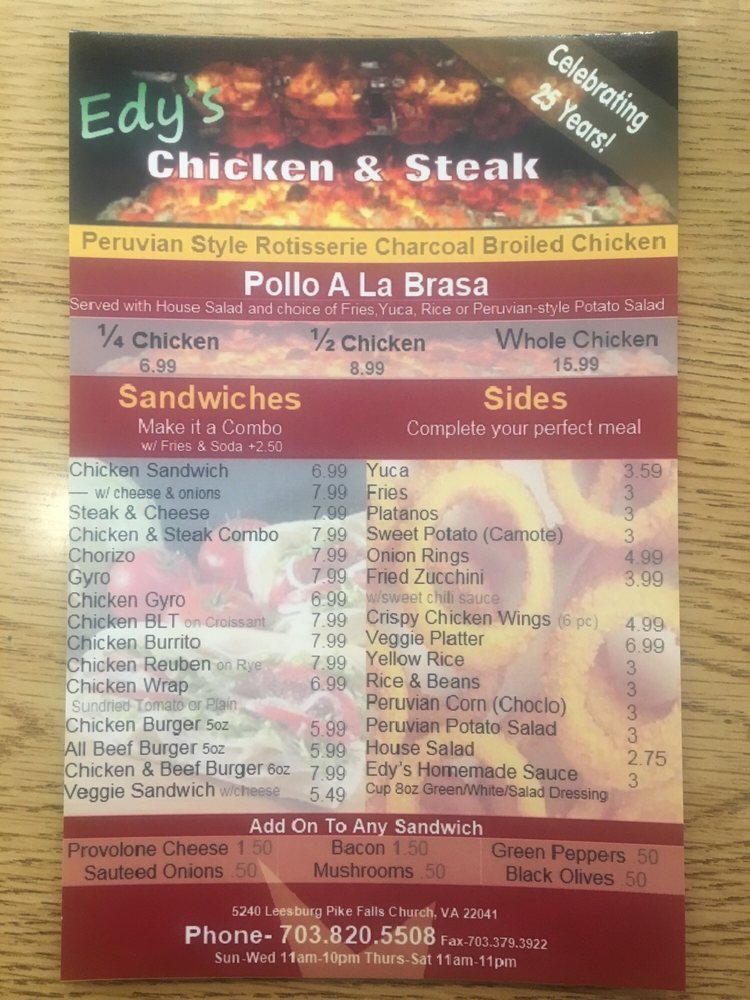 Edy's
Chicken & Steak
Celebrating
25 Years!
Peruvian Style Rotisserie Charcoal Broiled Chicken
Pollo A La Brasa
Served with House Salad and choice of Fries,Yuca, Rice or Peruvian-style Potato Salad
¼ Chicken
6.99
½ Chicken
8.99
Whole Chicken
15.99
Sandwiches
Make it a Combo
w/ Fries & Soda +2.50
Chicken Sandwich 6.99
— w/ cheese & onions 7.99
Steak & Cheese 7.99
Chicken & Steak Combo 7.99
Chorizo 7.99
Gyro 7.99
Chicken Gyro 6.99
Chicken BLT on Croissant 7.99
Chicken Burrito 7.99
Chicken Reuben on Rye 7.99
Chicken Wrap 6.99
Sundried Tomato or Plain
Chicken Burger 5oz 5.99
All Beef Burger 5oz 5.99
Chicken & Beef Burger 6oz 7.99
Veggie Sandwich w/cheese 5.49
Sides
Complete your perfect meal
Yuca 3.59
Fries 3
Platanos 3
Sweet Potato (Camote) 3
Onion Rings 4.99
Fried Zucchini 3.99
w/sweet chili sauce
Crispy Chicken Wings (6 pc) 4.99
Veggie Platter 6.99
Yellow Rice 3
Rice & Beans 3
Peruvian Corn (Choclo) 3
Peruvian Potato Salad 3
House Salad 2.75
Edy's Homemade Sauce 3
Cup 8oz Green/White/Salad Dressing
Add On To Any Sandwich
Provolone Cheese 1.50
Bacon 1.50
Green Peppers .50
Sauteed Onions .50
Mushrooms .50
Black Olives .50
5240 Leesburg Pike Falls Church, VA 22041
Phone- 703.820.5508 Fax-703.379.3922
Sun-Wed 11am-10pm Thurs-Sat 11am-11pm